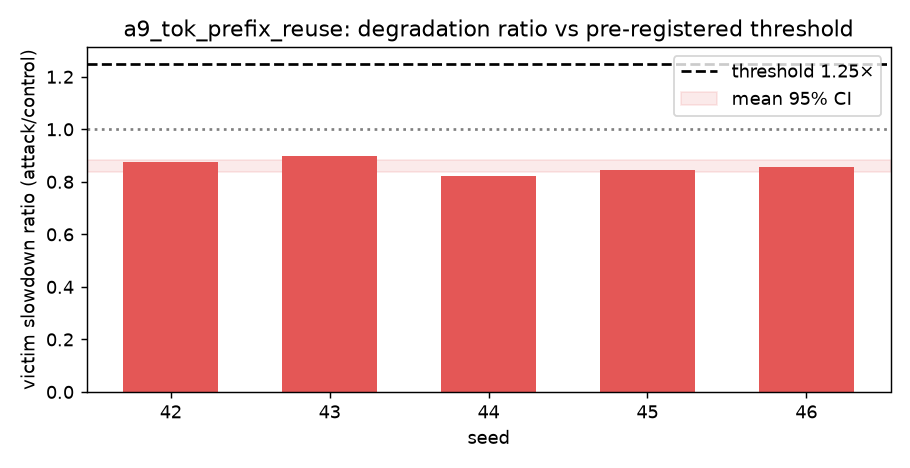 a9_tok_prefix_reuse: degradation ratio vs pre-registered threshold
victim slowdown ratio (attack/control)
1.2
1.0
0.8
0.6
0.4
0.2
0.0
threshold 1.25×
mean 95% CI
42 43 44 45 46
seed